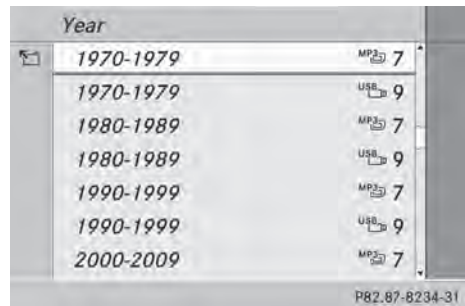 Year
1970-1979 MP3 7
1970-1979 USB 9
1980-1989 MP3 7
1980-1989 USB 9
1990-1999 MP3 7
1990-1999 USB 9
2000-2009 MP3 7
P82.87-8234-31